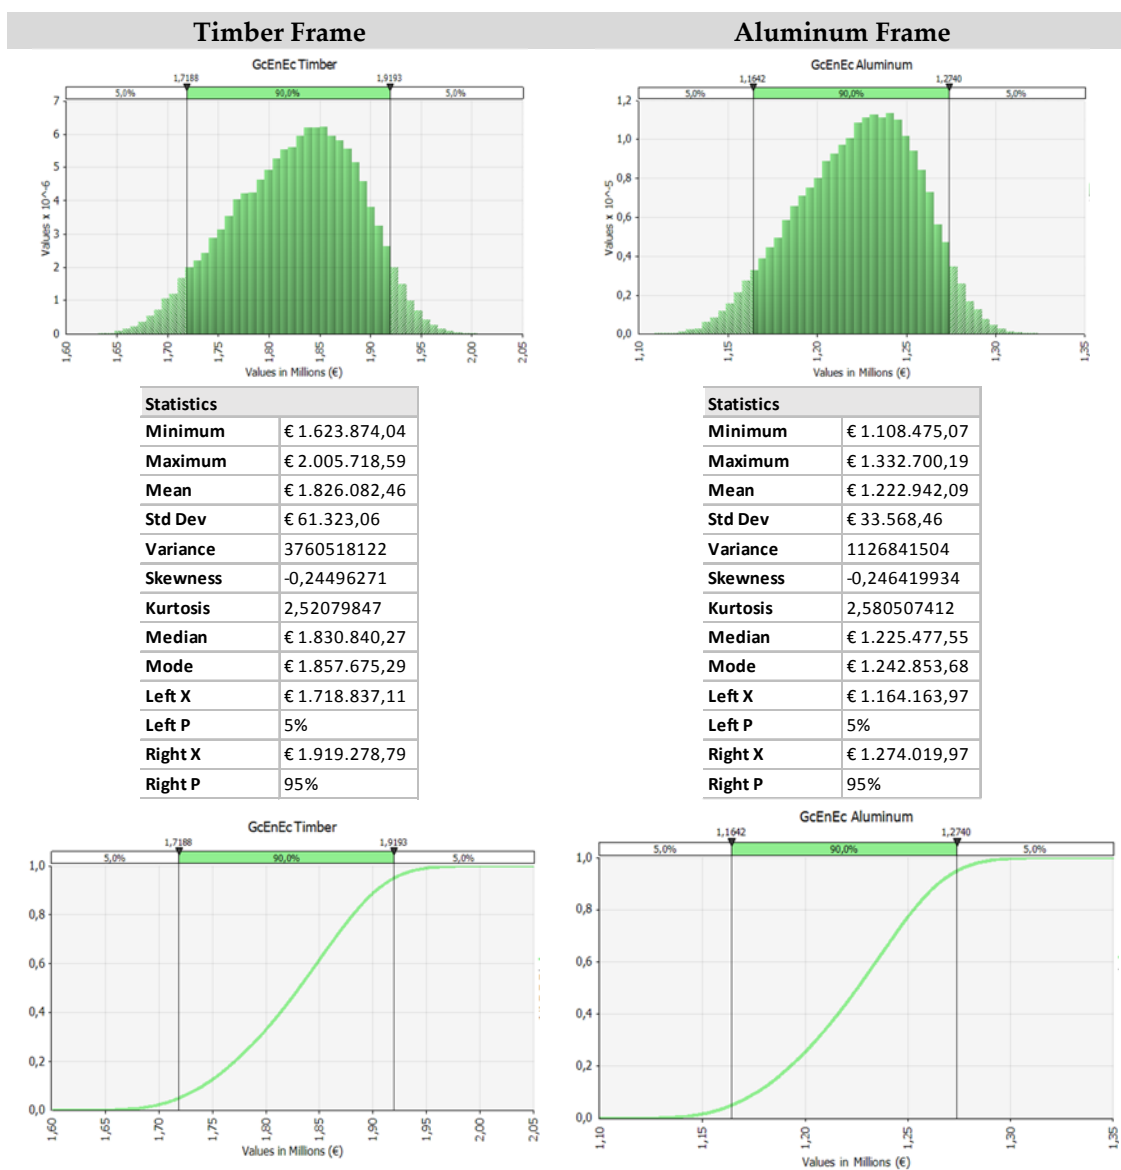 Timber Frame
Aluminum Frame
GcEnEc Timber
1,7188 1,9193
5,0% 90,0% 5,0%
7
6
5
4
3
2
1
0
Values x 10^-6
1,60 1,65 1,70 1,75 1,80 1,85 1,90 1,95 2,00 2,05
Values in Millions (€)
GcEnEc Aluminum
1,1642 1,2740
5,0% 90,0% 5,0%
1,2
1,0
0,8
0,6
0,4
0,2
0,0
Values x 10^-5
1,10 1,15 1,20 1,25 1,30 1,35
Values in Millions (€)
Statistics
Minimum € 1.623.874,04
Maximum € 2.005.718,59
Mean € 1.826.082,46
Std Dev € 61.323,06
Variance 3760518122
Skewness -0,24496271
Kurtosis 2,52079847
Median € 1.830.840,27
Mode € 1.857.675,29
Left X € 1.718.837,11
Left P 5%
Right X € 1.919.278,79
Right P 95%
Statistics
Minimum € 1.108.475,07
Maximum € 1.332.700,19
Mean € 1.222.942,09
Std Dev € 33.568,46
Variance 1126841504
Skewness -0,246419934
Kurtosis 2,580507412
Median € 1.225.477,55
Mode € 1.242.853,68
Left X € 1.164.163,97
Left P 5%
Right X € 1.274.019,97
Right P 95%
GcEnEc Timber
1,7188 1,9193
5,0% 90,0% 5,0%
1,0
0,8
0,6
0,4
0,2
0,0
1,60 1,65 1,70 1,75 1,80 1,85 1,90 1,95 2,00 2,05
Values in Millions (€)
GcEnEc Aluminum
1,1642 1,2740
5,0% 90,0% 5,0%
1,0
0,8
0,6
0,4
0,2
0,0
1,10 1,15 1,20 1,25 1,30 1,35
Values in Millions (€)